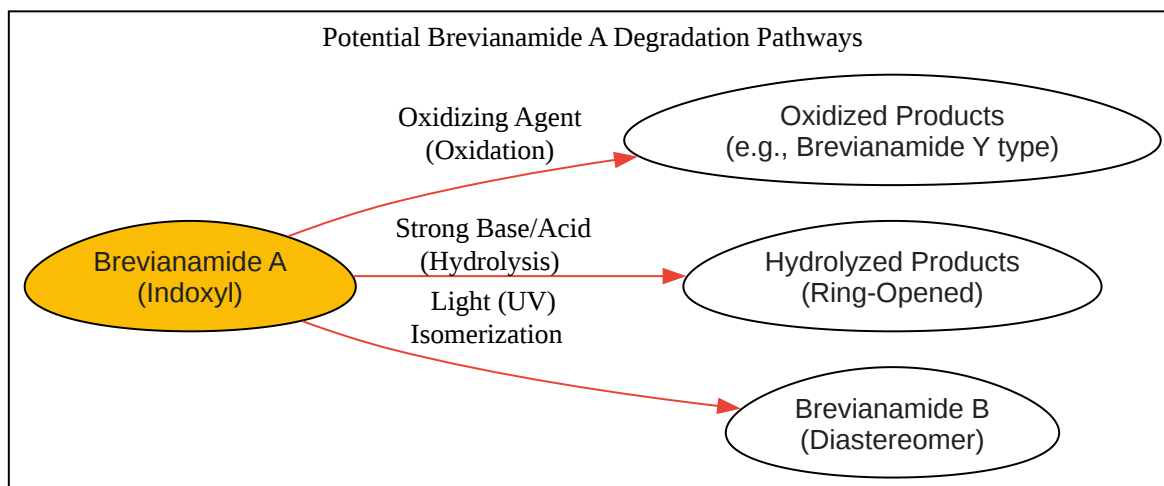 Potential Brevianamide A Degradation Pathways
Oxidizing Agent
(Oxidation)
Oxidized Products
(e.g., Brevianamide Y type)
Brevianamide A
(Indoxyl)
Strong Base/Acid
(Hydrolysis)
Hydrolyzed Products
(Ring-Opened)
Light (UV)
Isomerization
Brevianamide B
(Diastereomer)